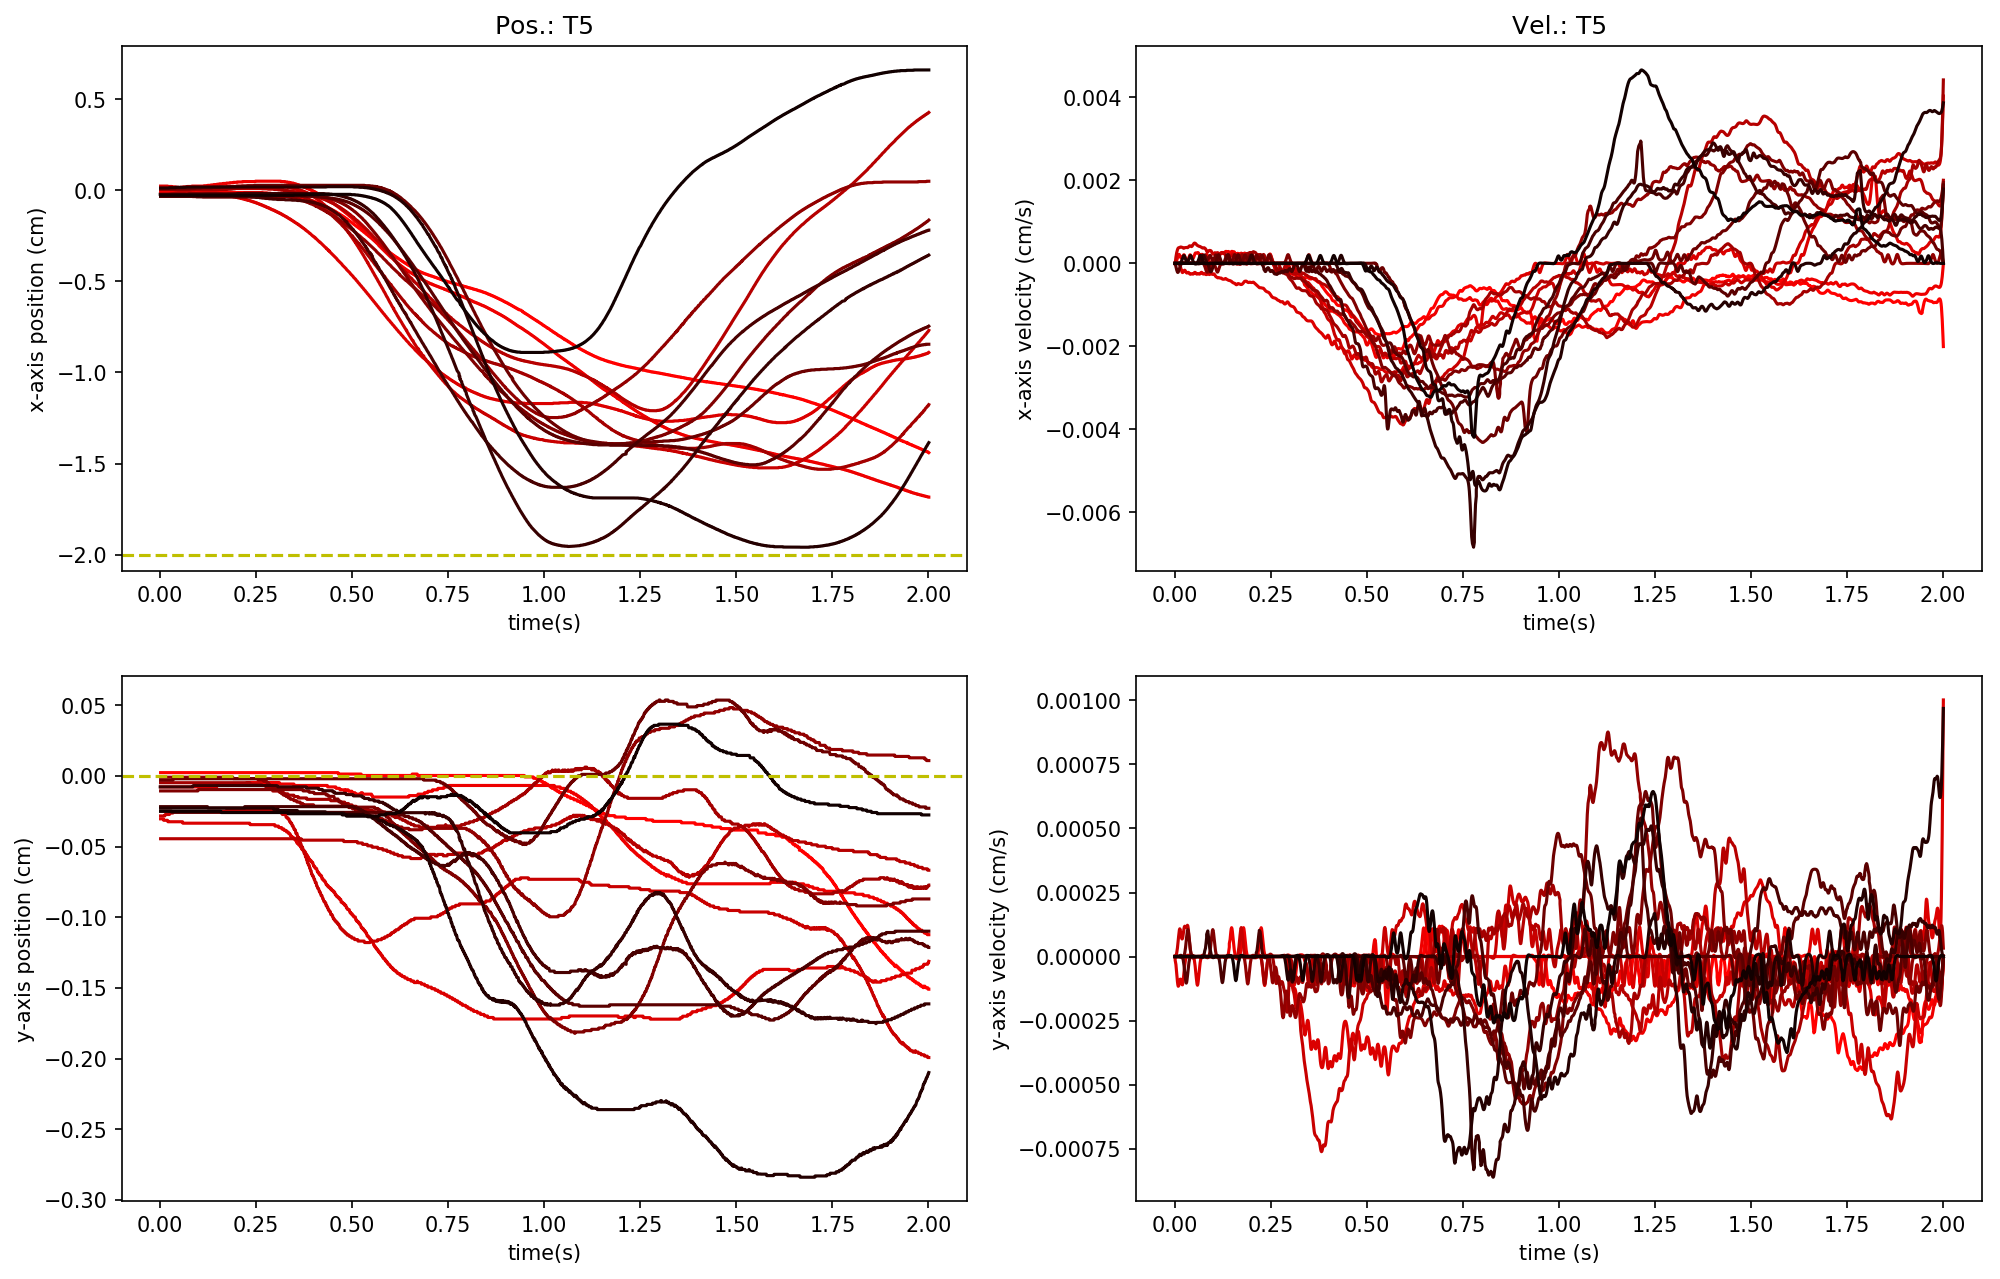 Pos.: T5
x-axis position (cm)
0.5
0.0
−0.5
−1.0
−1.5
−2.0
0.00 0.25 0.50 0.75 1.00 1.25 1.50 1.75 2.00
time(s)
Vel.: T5
x-axis velocity (cm/s)
0.004
0.002
0.000
−0.002
−0.004
−0.006
0.00 0.25 0.50 0.75 1.00 1.25 1.50 1.75 2.00
time(s)
y-axis position (cm)
0.05
0.00
−0.05
−0.10
−0.15
−0.20
−0.25
−0.30
0.00 0.25 0.50 0.75 1.00 1.25 1.50 1.75 2.00
time(s)
y-axis velocity (cm/s)
0.00100
0.00075
0.00050
0.00025
0.00000
−0.00025
−0.00050
−0.00075
0.00 0.25 0.50 0.75 1.00 1.25 1.50 1.75 2.00
time (s)